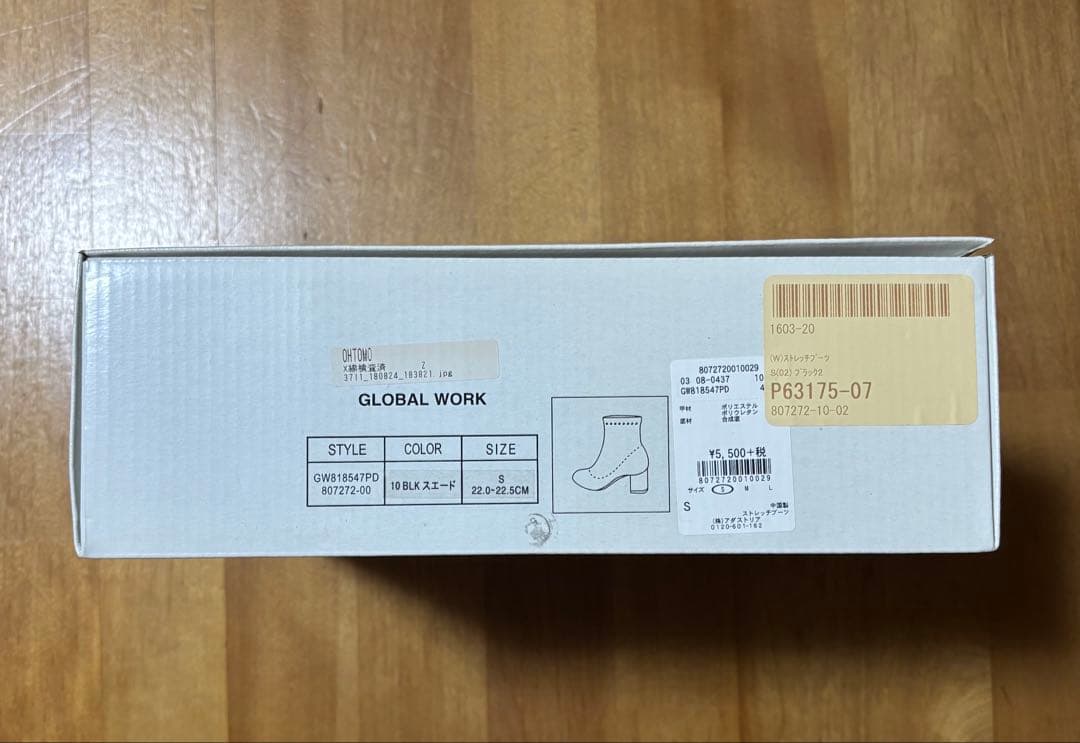 OHTOMO
X線検査済 Z
3711_180824_183821.jpg
GLOBAL WORK
STYLE COLOR SIZE
GW818547PD
807272-00
10 BLK スエード
S
22.0~22.5CM
8072720010029
03 08-0437 10
GW818547PD 4
甲材 ポリエステル
ポリウレタン
底材 合成底
¥5,500+税
8072720010029
サイズ S M L
S
中国製
ストレッチブーツ
(株)アダストリア
0120-601-162
1603-20
(W)ストレッチブーツ
S(02) ブラック2
P63175-07
807272-10-02